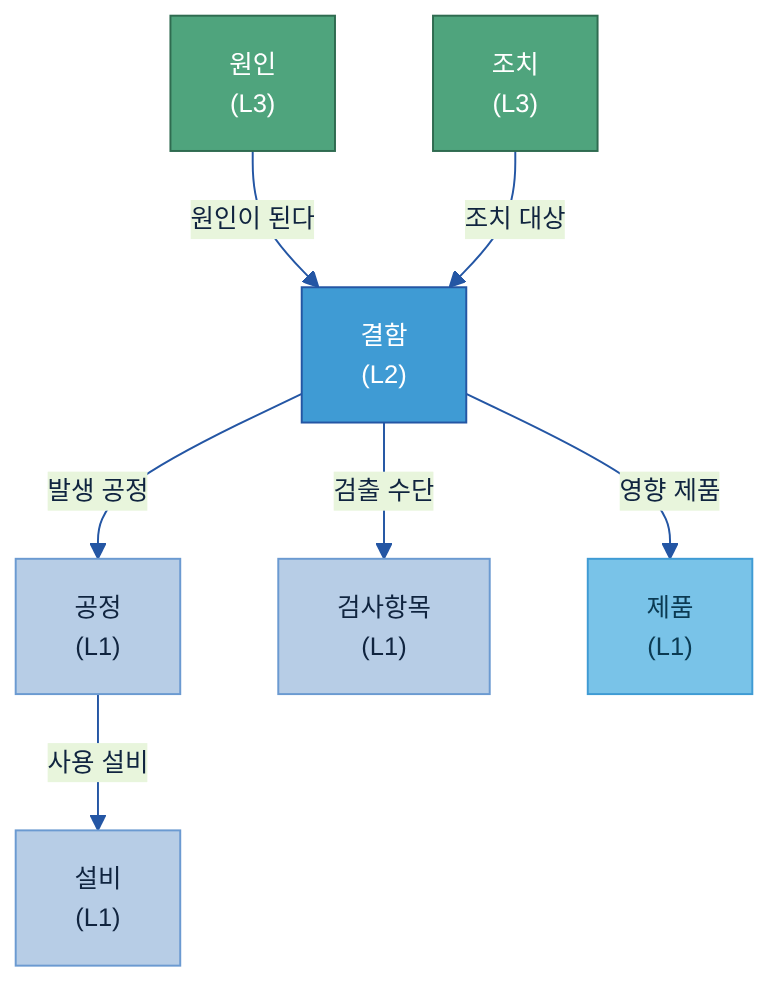 원인
(L3)
조치
(L3)
원인이 된다
조치 대상
결함
(L2)
발생 공정
검출 수단
영향 제품
공정
(L1)
검사항목
(L1)
제품
(L1)
사용 설비
설비
(L1)